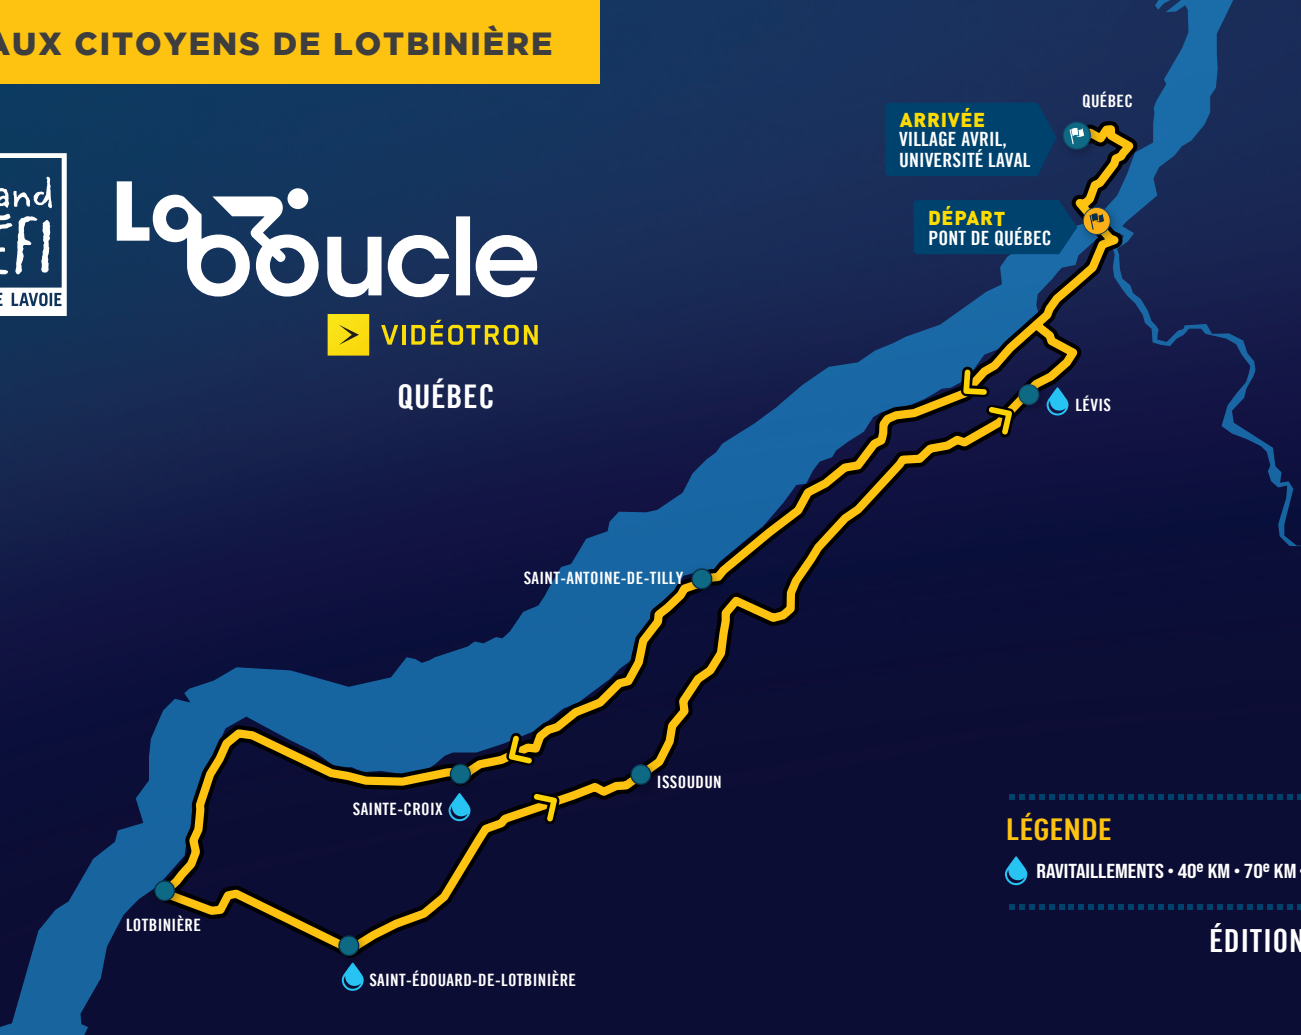 AUX CITOYENS DE LOTBINIÈRE
and
ÉFI
E LAVOIE
La
boucle
VIDÉOTRON
QUÉBEC
QUÉBEC
ARRIVÉE
VILLAGE AVRIL,
UNIVERSITÉ LAVAL
DÉPART
PONT DE QUÉBEC
LÉVIS
SAINT-ANTOINE-DE-TILLY
ISSOUDUN
SAINTE-CROIX
LOTBINIÈRE
SAINT-ÉDOUARD-DE-LOTBINIÈRE
LÉGENDE
RAVITAILLEMENTS • 40e KM • 70e KM •
ÉDITION